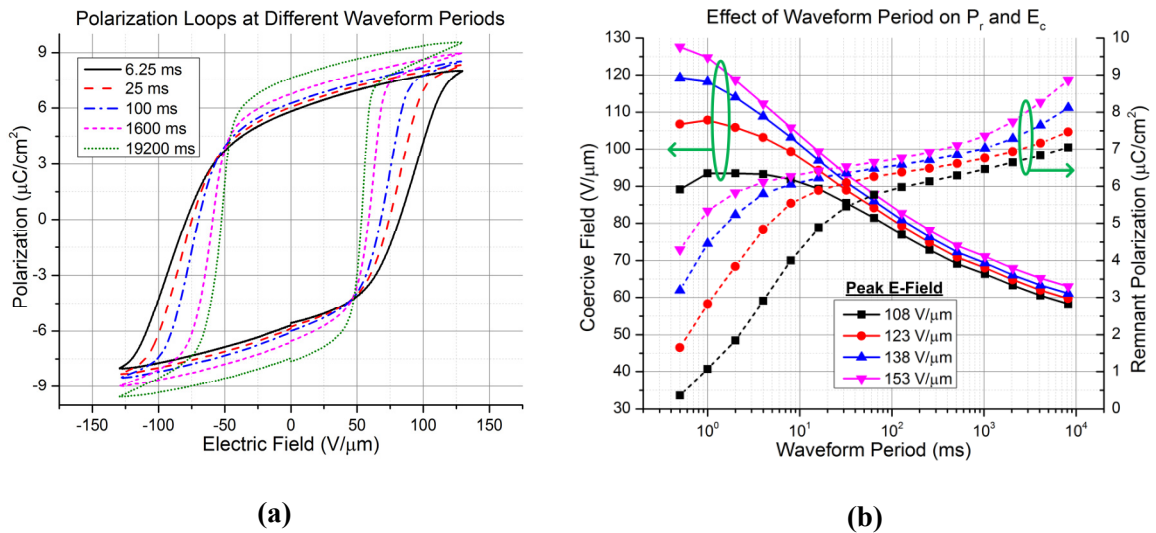 Polarization Loops at Different Waveform Periods
9
6
3
0
-3
-6
-9
Polarization (μC/cm²)
6.25 ms
25 ms
100 ms
1600 ms
19200 ms
-150 -100 -50 0 50 100 150
Electric Field (V/μm)
(a)
Effect of Waveform Period on Pr and Ec
130
120
110
100
90
80
70
60
50
40
30
Coercive Field (V/μm)
10
9
8
7
6
5
4
3
2
1
0
Remnant Polarization (μC/cm²)
Peak E-Field
108 V/μm
123 V/μm
138 V/μm
153 V/μm
10⁰ 10¹ 10² 10³ 10⁴
Waveform Period (ms)
(b)